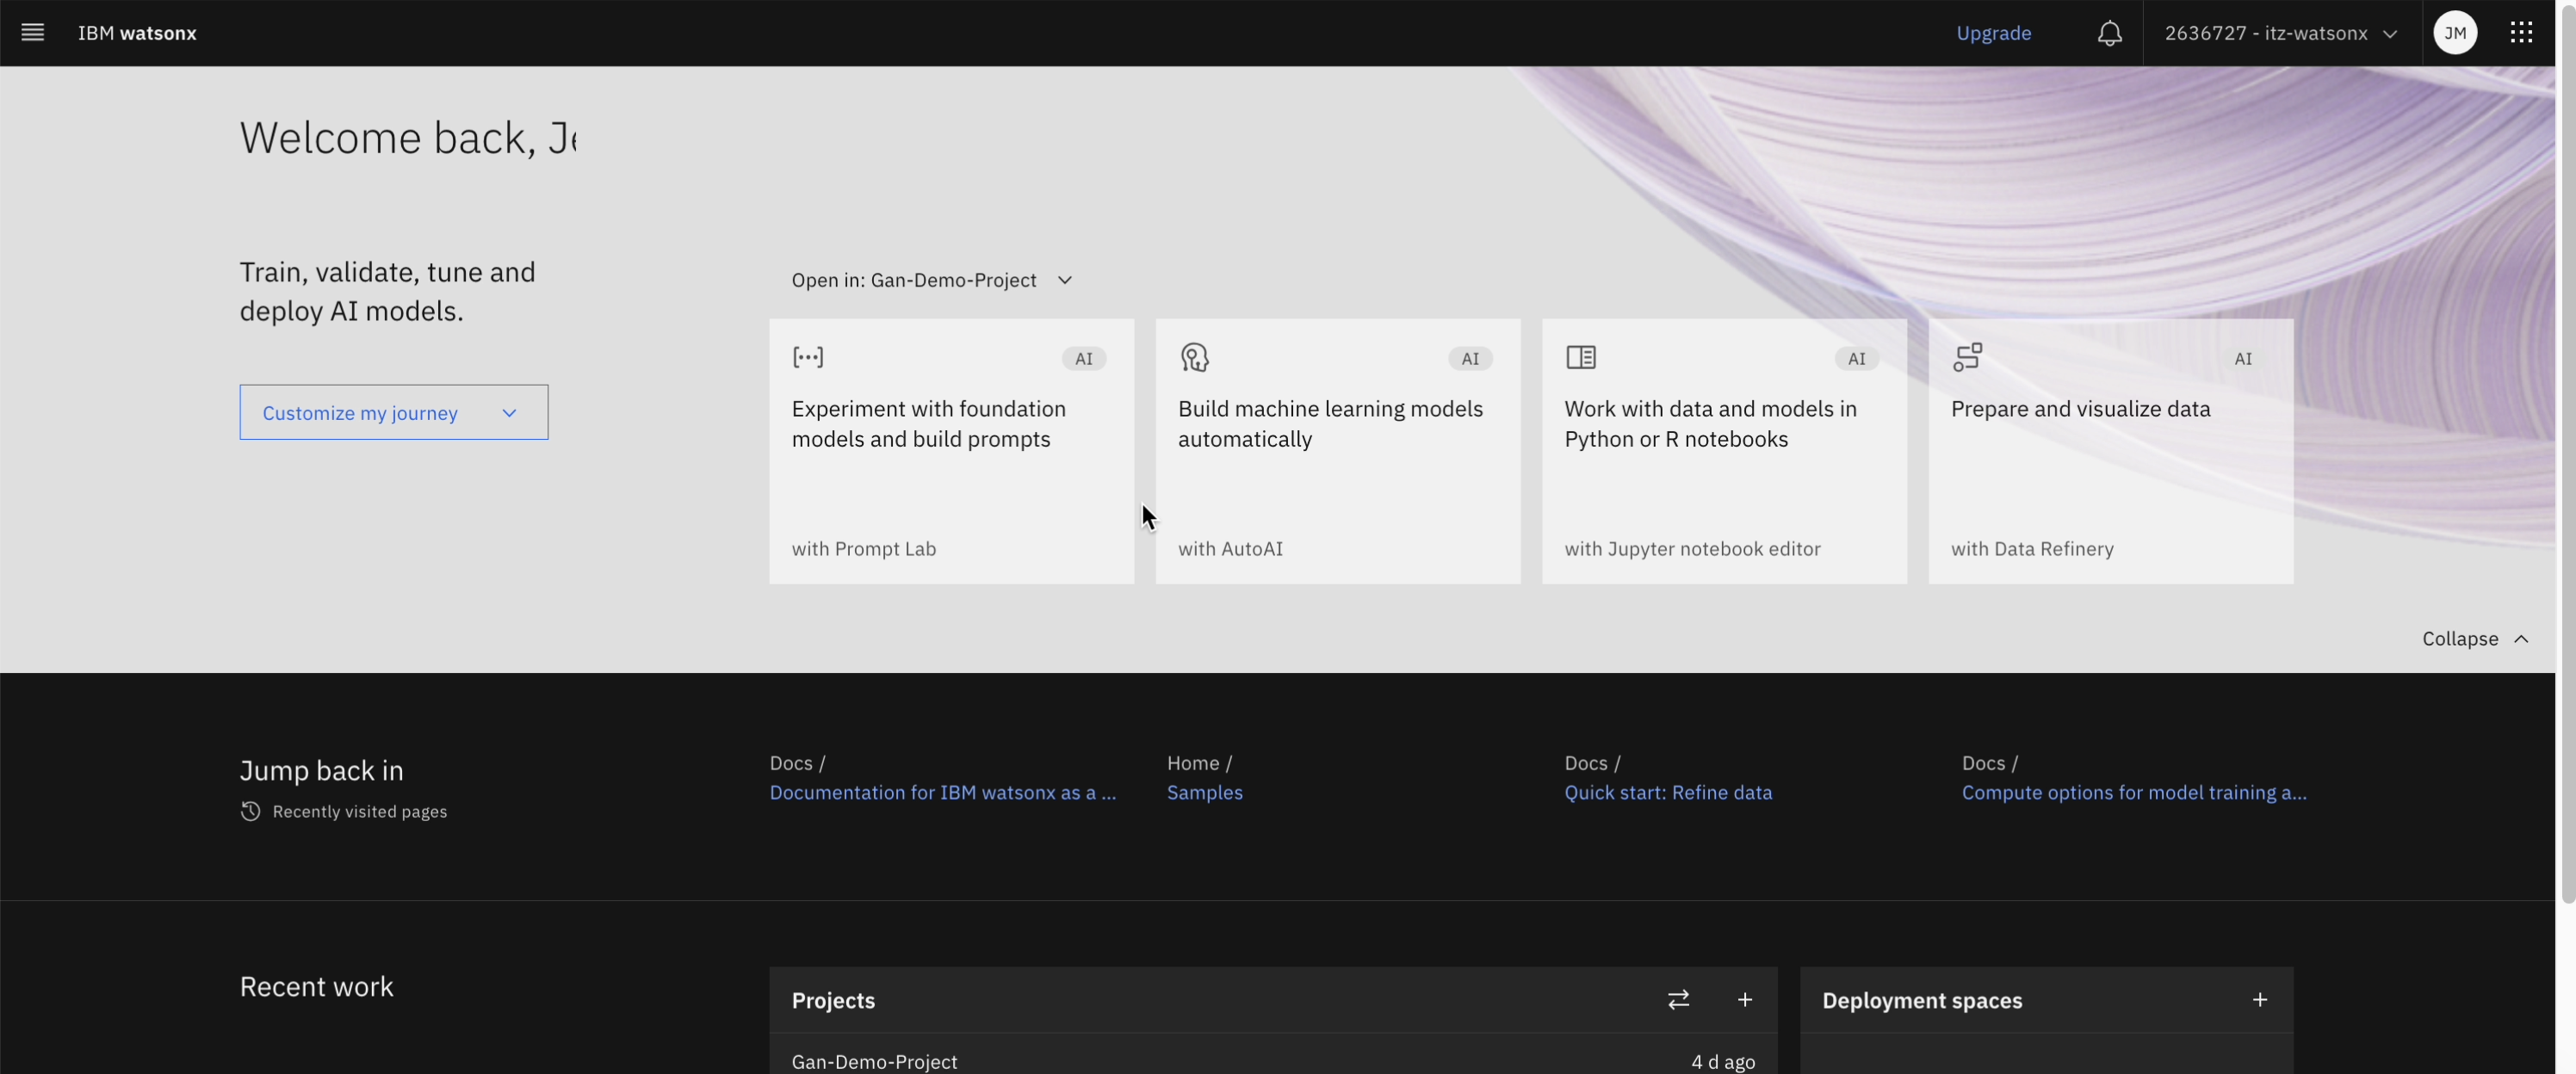 IBM watsonx
Upgrade
2636727 - itz-watsonx
JM
Welcome back, Je
Train, validate, tune and
deploy AI models.
Customize my journey
Open in: Gan-Demo-Project
AI
Experiment with foundation
models and build prompts
with Prompt Lab
AI
Build machine learning models
automatically
with AutoAI
AI
Work with data and models in
Python or R notebooks
with Jupyter notebook editor
AI
Prepare and visualize data
with Data Refinery
Collapse
Jump back in
Recently visited pages
Docs /
Documentation for IBM watsonx as a ...
Home /
Samples
Docs /
Quick start: Refine data
Docs /
Compute options for model training a...
Recent work
Projects
Gan-Demo-Project
4 d ago
Deployment spaces